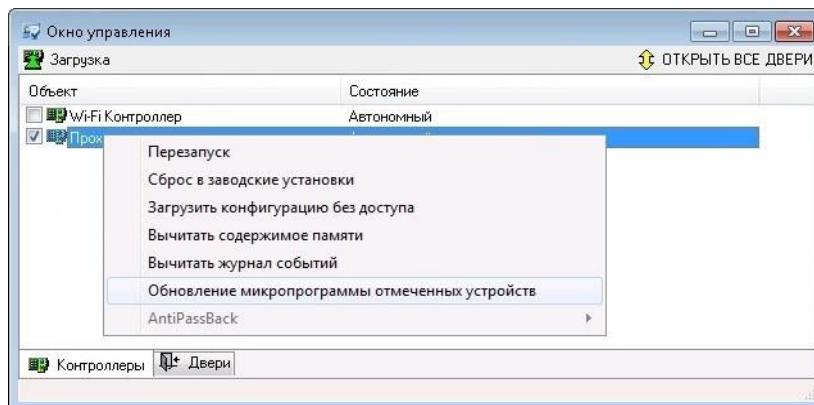 Окно управления
Загрузка
ОТКРЫТЬ ВСЕ ДВЕРИ
Объект Состояние
Wi-Fi Контроллер Автономный
Перезапуск
Сброс в заводские установки
Загрузить конфигурацию без доступа
Вычитать содержимое памяти
Вычитать журнал событий
Обновление микропрограммы отмеченных устройств
AntiPassBack
Контроллеры Двери